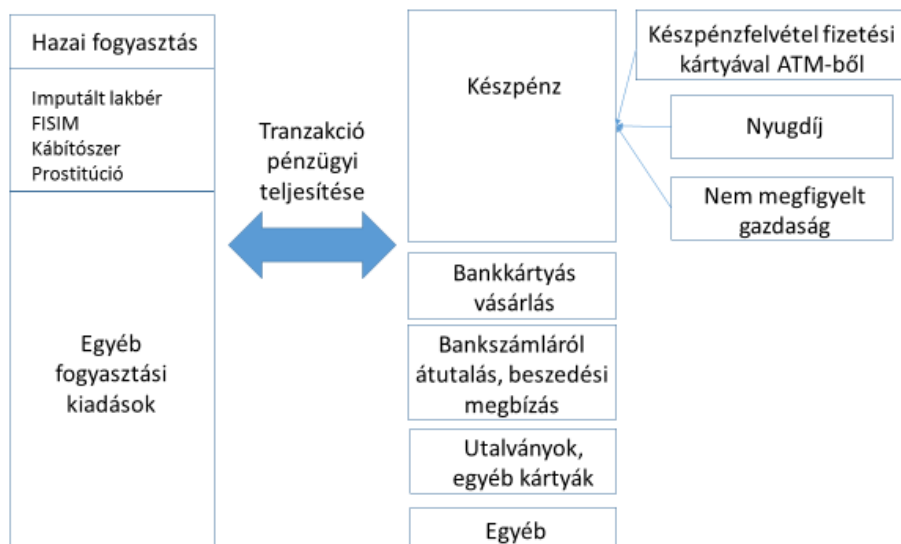 Hazai fogyasztás
Imputált lakbér
FISIM
Kábítószer
Prostitúció
Egyéb
fogyasztási
kiadások
Tranzakció
pénzügyi
teljesítése
Készpénz
Bankkártyás
vásárlás
Bankszámláról
átutalás, beszedési
megbízás
Utalványok,
egyéb kártyák
Egyéb
Készpénzfelvétel fizetési
kártyával ATM-ből
Nyugdíj
Nem megfigyelt
gazdaság